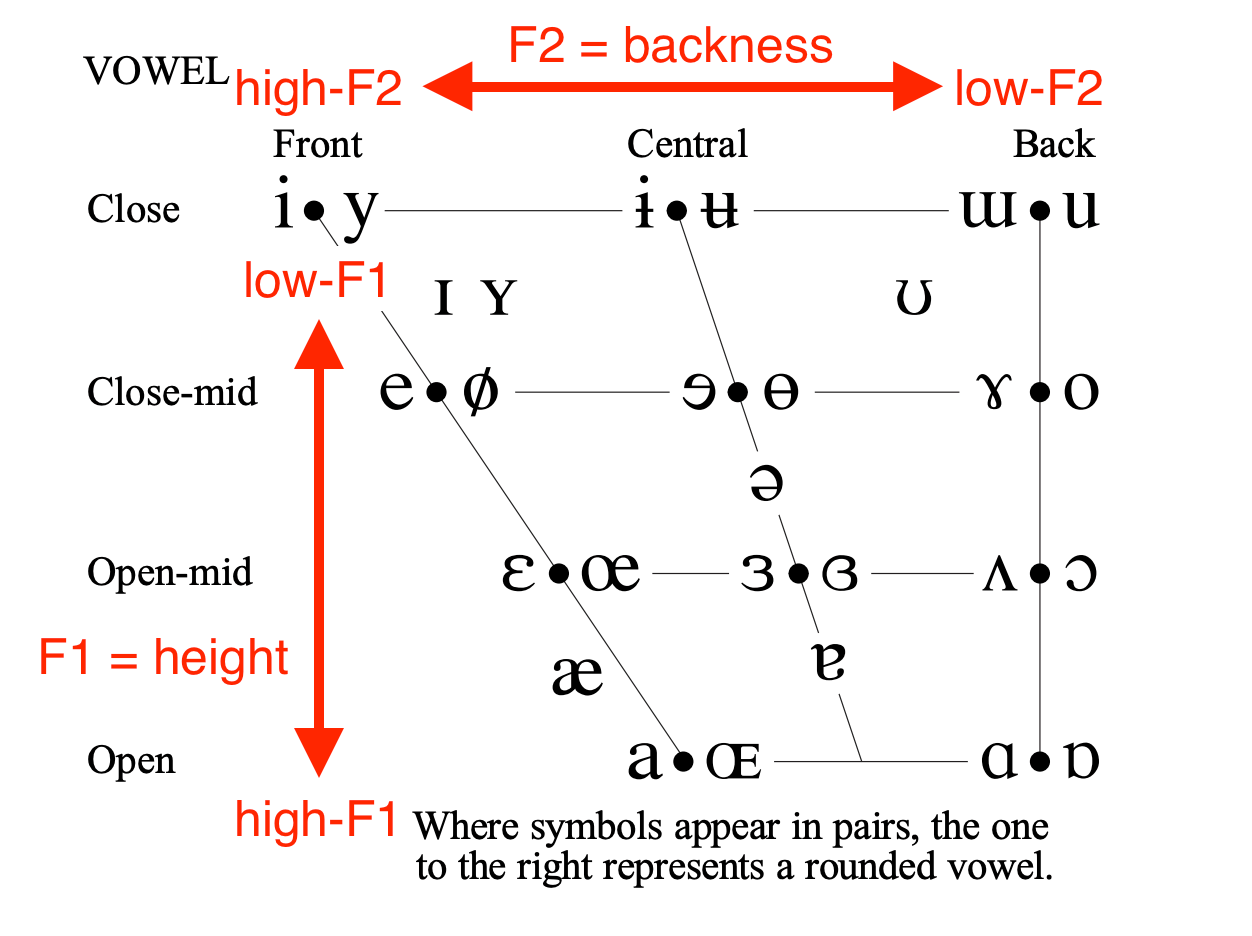 F2 = backness
VOWEL high-F2 low-F2
Front Central Back
Close i y ɨ ʉ ɯ u
low-F1 ɪ ʏ ʊ
Close-mid e ø ɘ ɵ ɤ o
ə
Open-mid ɛ œ ɜ ɞ ʌ ɔ
F1 = height æ ɐ
Open a ɶ ɑ ɒ
high-F1 Where symbols appear in pairs, the one
to the right represents a rounded vowel.